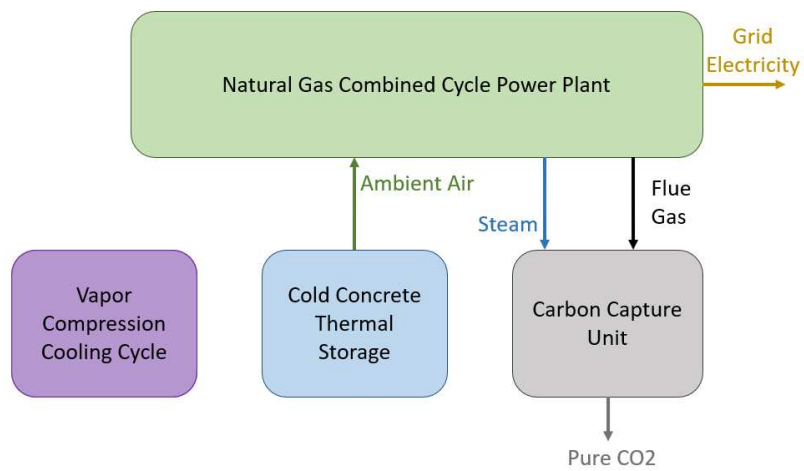 Grid
Electricity
Natural Gas Combined Cycle Power Plant
Ambient Air
Flue
Gas
Steam
Vapor
Compression
Cooling Cycle
Cold Concrete
Thermal
Storage
Carbon Capture
Unit
Pure CO2